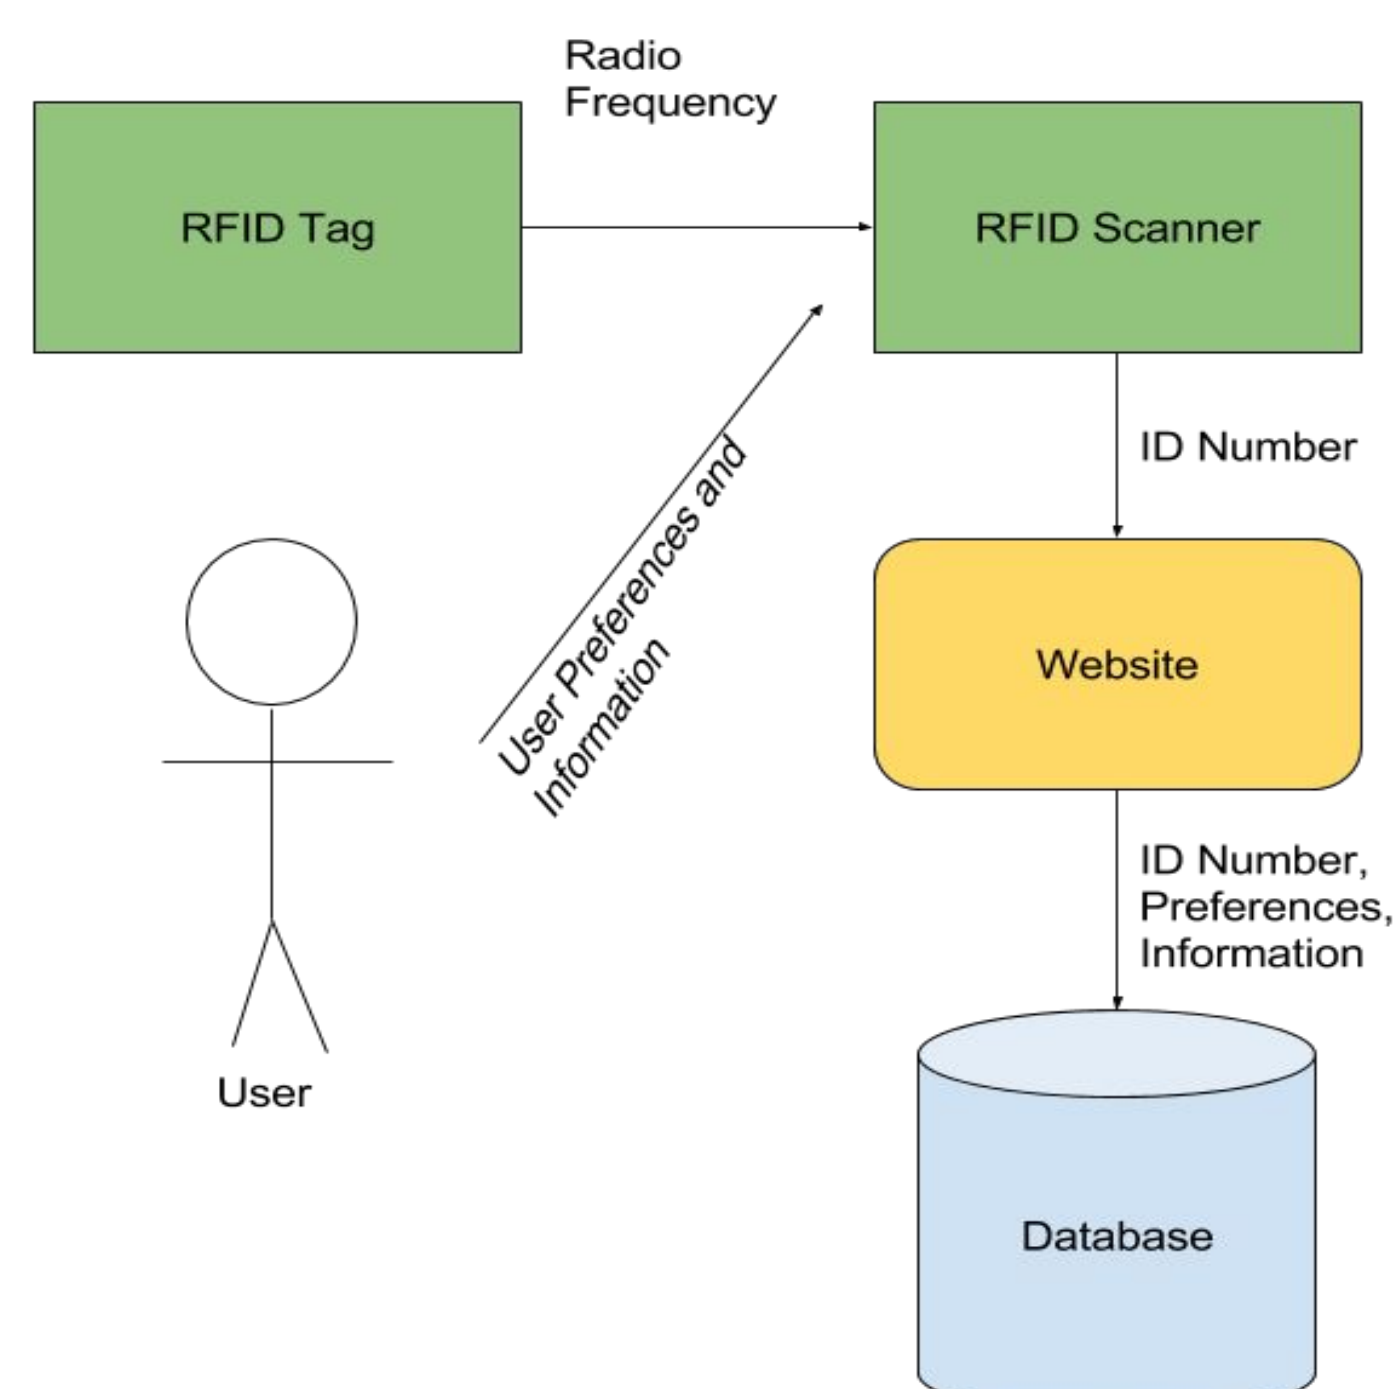 Radio
Frequency
RFID Tag
RFID Scanner
ID Number
User Preferences and
Information
Website
ID Number,
Preferences,
Information
User
Database